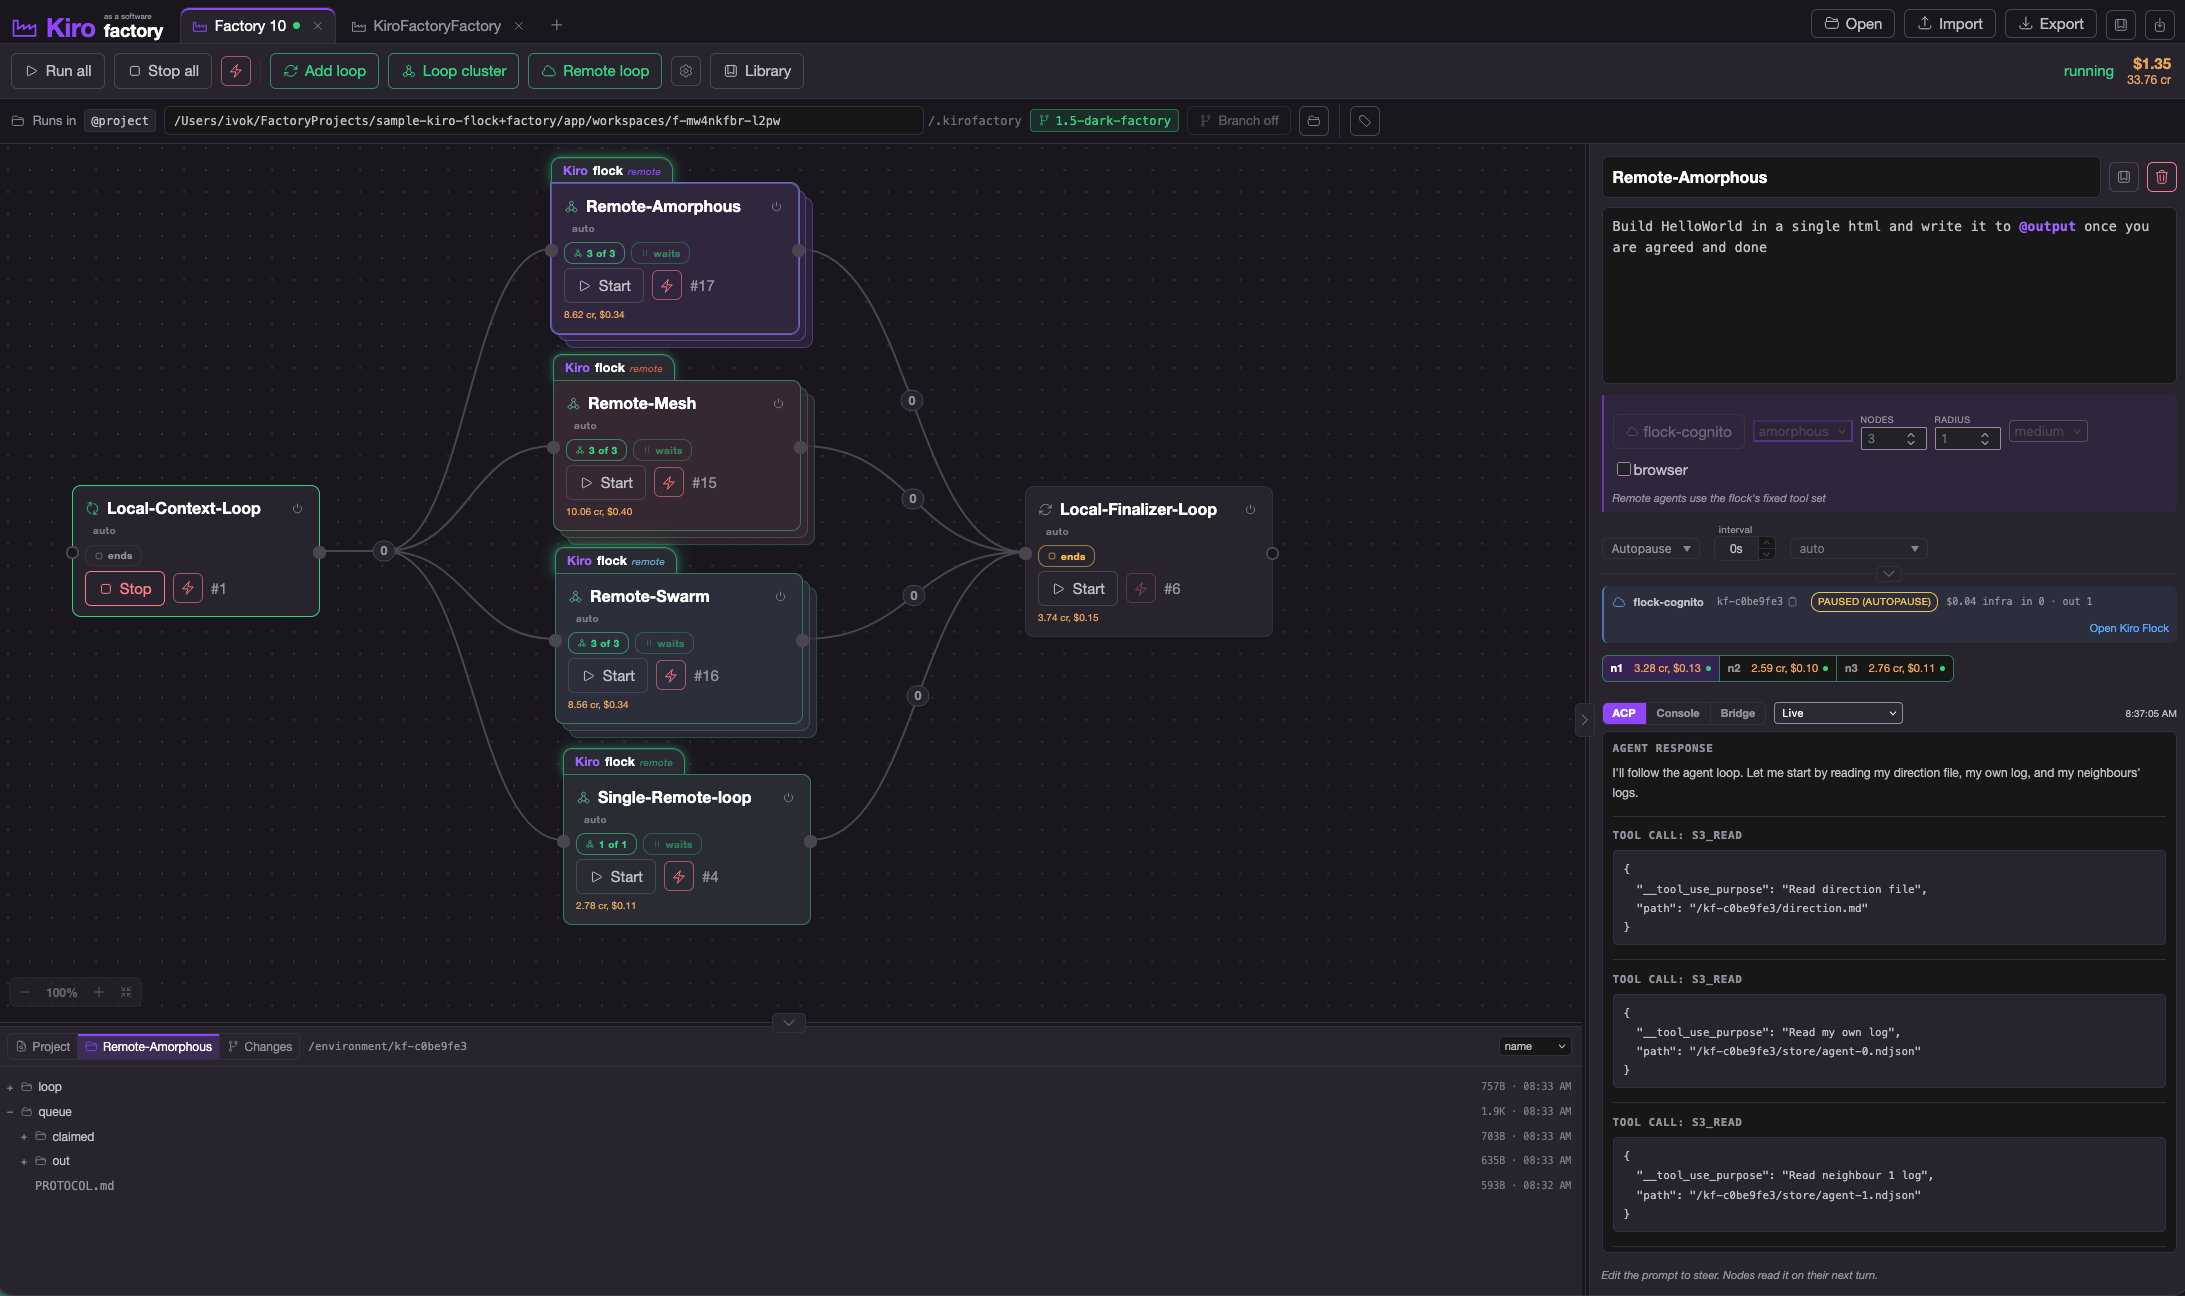 Kiro as a software factory
Factory 10
KiroFactoryFactory
Open
Import
Export
Run all
Stop all
Add loop
Loop cluster
Remote loop
Library
running
$1.35
33.76 cr
Runs in
@project
/Users/ivok/FactoryProjects/sample-kiro-flock+factory/app/workspaces/f-mw4nkfbr-l2pw
/.kirofactory
1.5-dark-factory
Branch off
Kiro flock remote
Remote-Amorphous
auto
3 of 3
waits
Start
#17
8.62 cr, $0.34
Kiro flock remote
Remote-Mesh
auto
3 of 3
waits
Start
#15
10.06 cr, $0.40
Kiro flock remote
Remote-Swarm
auto
3 of 3
waits
Start
#16
8.56 cr, $0.34
Kiro flock remote
Single-Remote-loop
auto
1 of 1
waits
Start
#4
2.78 cr, $0.11
Local-Context-Loop
auto
ends
Stop
#1
0
0
0
0
0
Local-Finalizer-Loop
auto
ends
Start
#6
3.74 cr, $0.15
100%
Project
Remote-Amorphous
Changes
/environment/kf-c0be9fe3
name
loop
757B · 08:33 AM
queue
1.9K · 08:33 AM
claimed
703B · 08:33 AM
out
635B · 08:33 AM
PROTOCOL.md
593B · 08:32 AM
Remote-Amorphous
Build HelloWorld in a single html and write it to @output once you
are agreed and done
flock-cognito
amorphous
NODES
3
RADIUS
1
medium
browser
Remote agents use the flock's fixed tool set
Autopause
interval
0s
auto
flock-cognito
kf-c0be9fe3
PAUSED (AUTOPAUSE)
$0.04 infra in 0 · out 1
Open Kiro Flock
n1 3.28 cr, $0.13
n2 2.59 cr, $0.10
n3 2.76 cr, $0.11
ACP
Console
Bridge
Live
8:37:05 AM
AGENT RESPONSE
I'll follow the agent loop. Let me start by reading my direction file, my own log, and my neighbours'
logs.
TOOL CALL: S3_READ
{
"__tool_use_purpose": "Read direction file",
"path": "/kf-c0be9fe3/direction.md"
}
TOOL CALL: S3_READ
{
"__tool_use_purpose": "Read my own log",
"path": "/kf-c0be9fe3/store/agent-0.ndjson"
}
TOOL CALL: S3_READ
{
"__tool_use_purpose": "Read neighbour 1 log",
"path": "/kf-c0be9fe3/store/agent-1.ndjson"
}
Edit the prompt to steer. Nodes read it on their next turn.